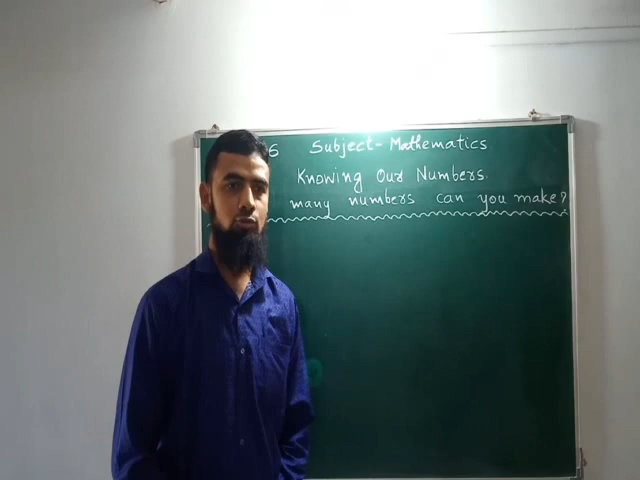 6 Subject- Mathematics
Knowing Our Numbers.
many numbers can you make?